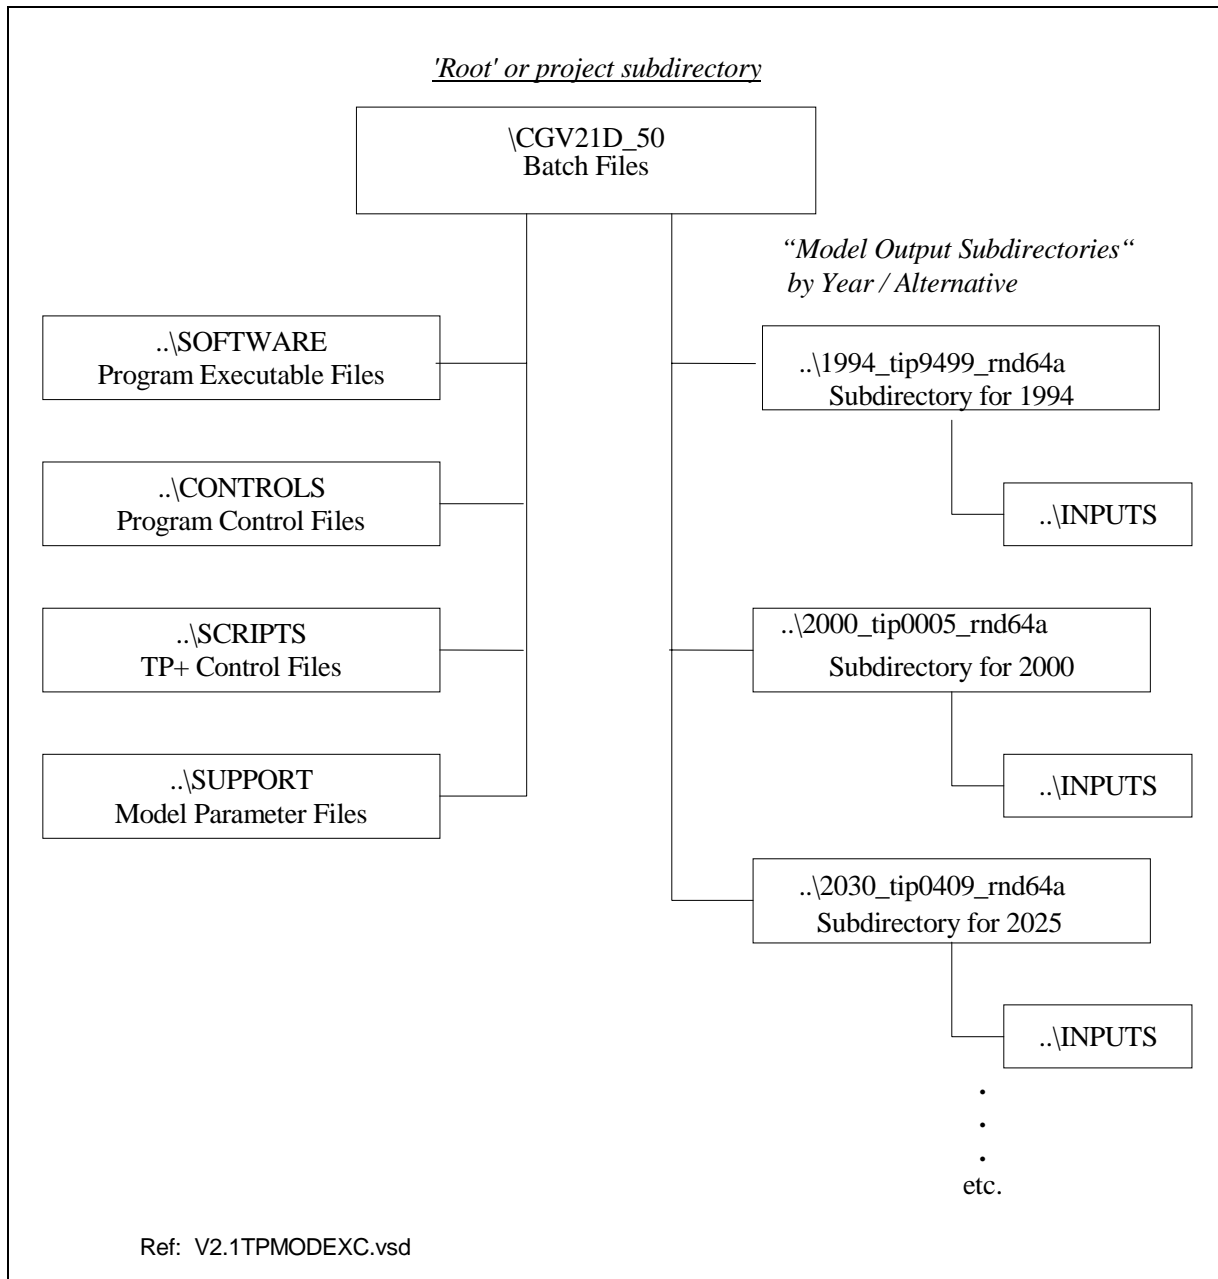 'Root' or project subdirectory
\CGV21D_50
Batch Files
“Model Output Subdirectories“
by Year / Alternative
..\SOFTWARE
Program Executable Files
..\CONTROLS
Program Control Files
..\SCRIPTS
TP+ Control Files
..\SUPPORT
Model Parameter Files
..\1994_tip9499_rnd64a
Subdirectory for 1994
..\INPUTS
..\2000_tip0005_rnd64a
Subdirectory for 2000
..\INPUTS
..\2030_tip0409_rnd64a
Subdirectory for 2025
..\INPUTS
.
.
.
etc.
Ref: V2.1TPMODEXC.vsd